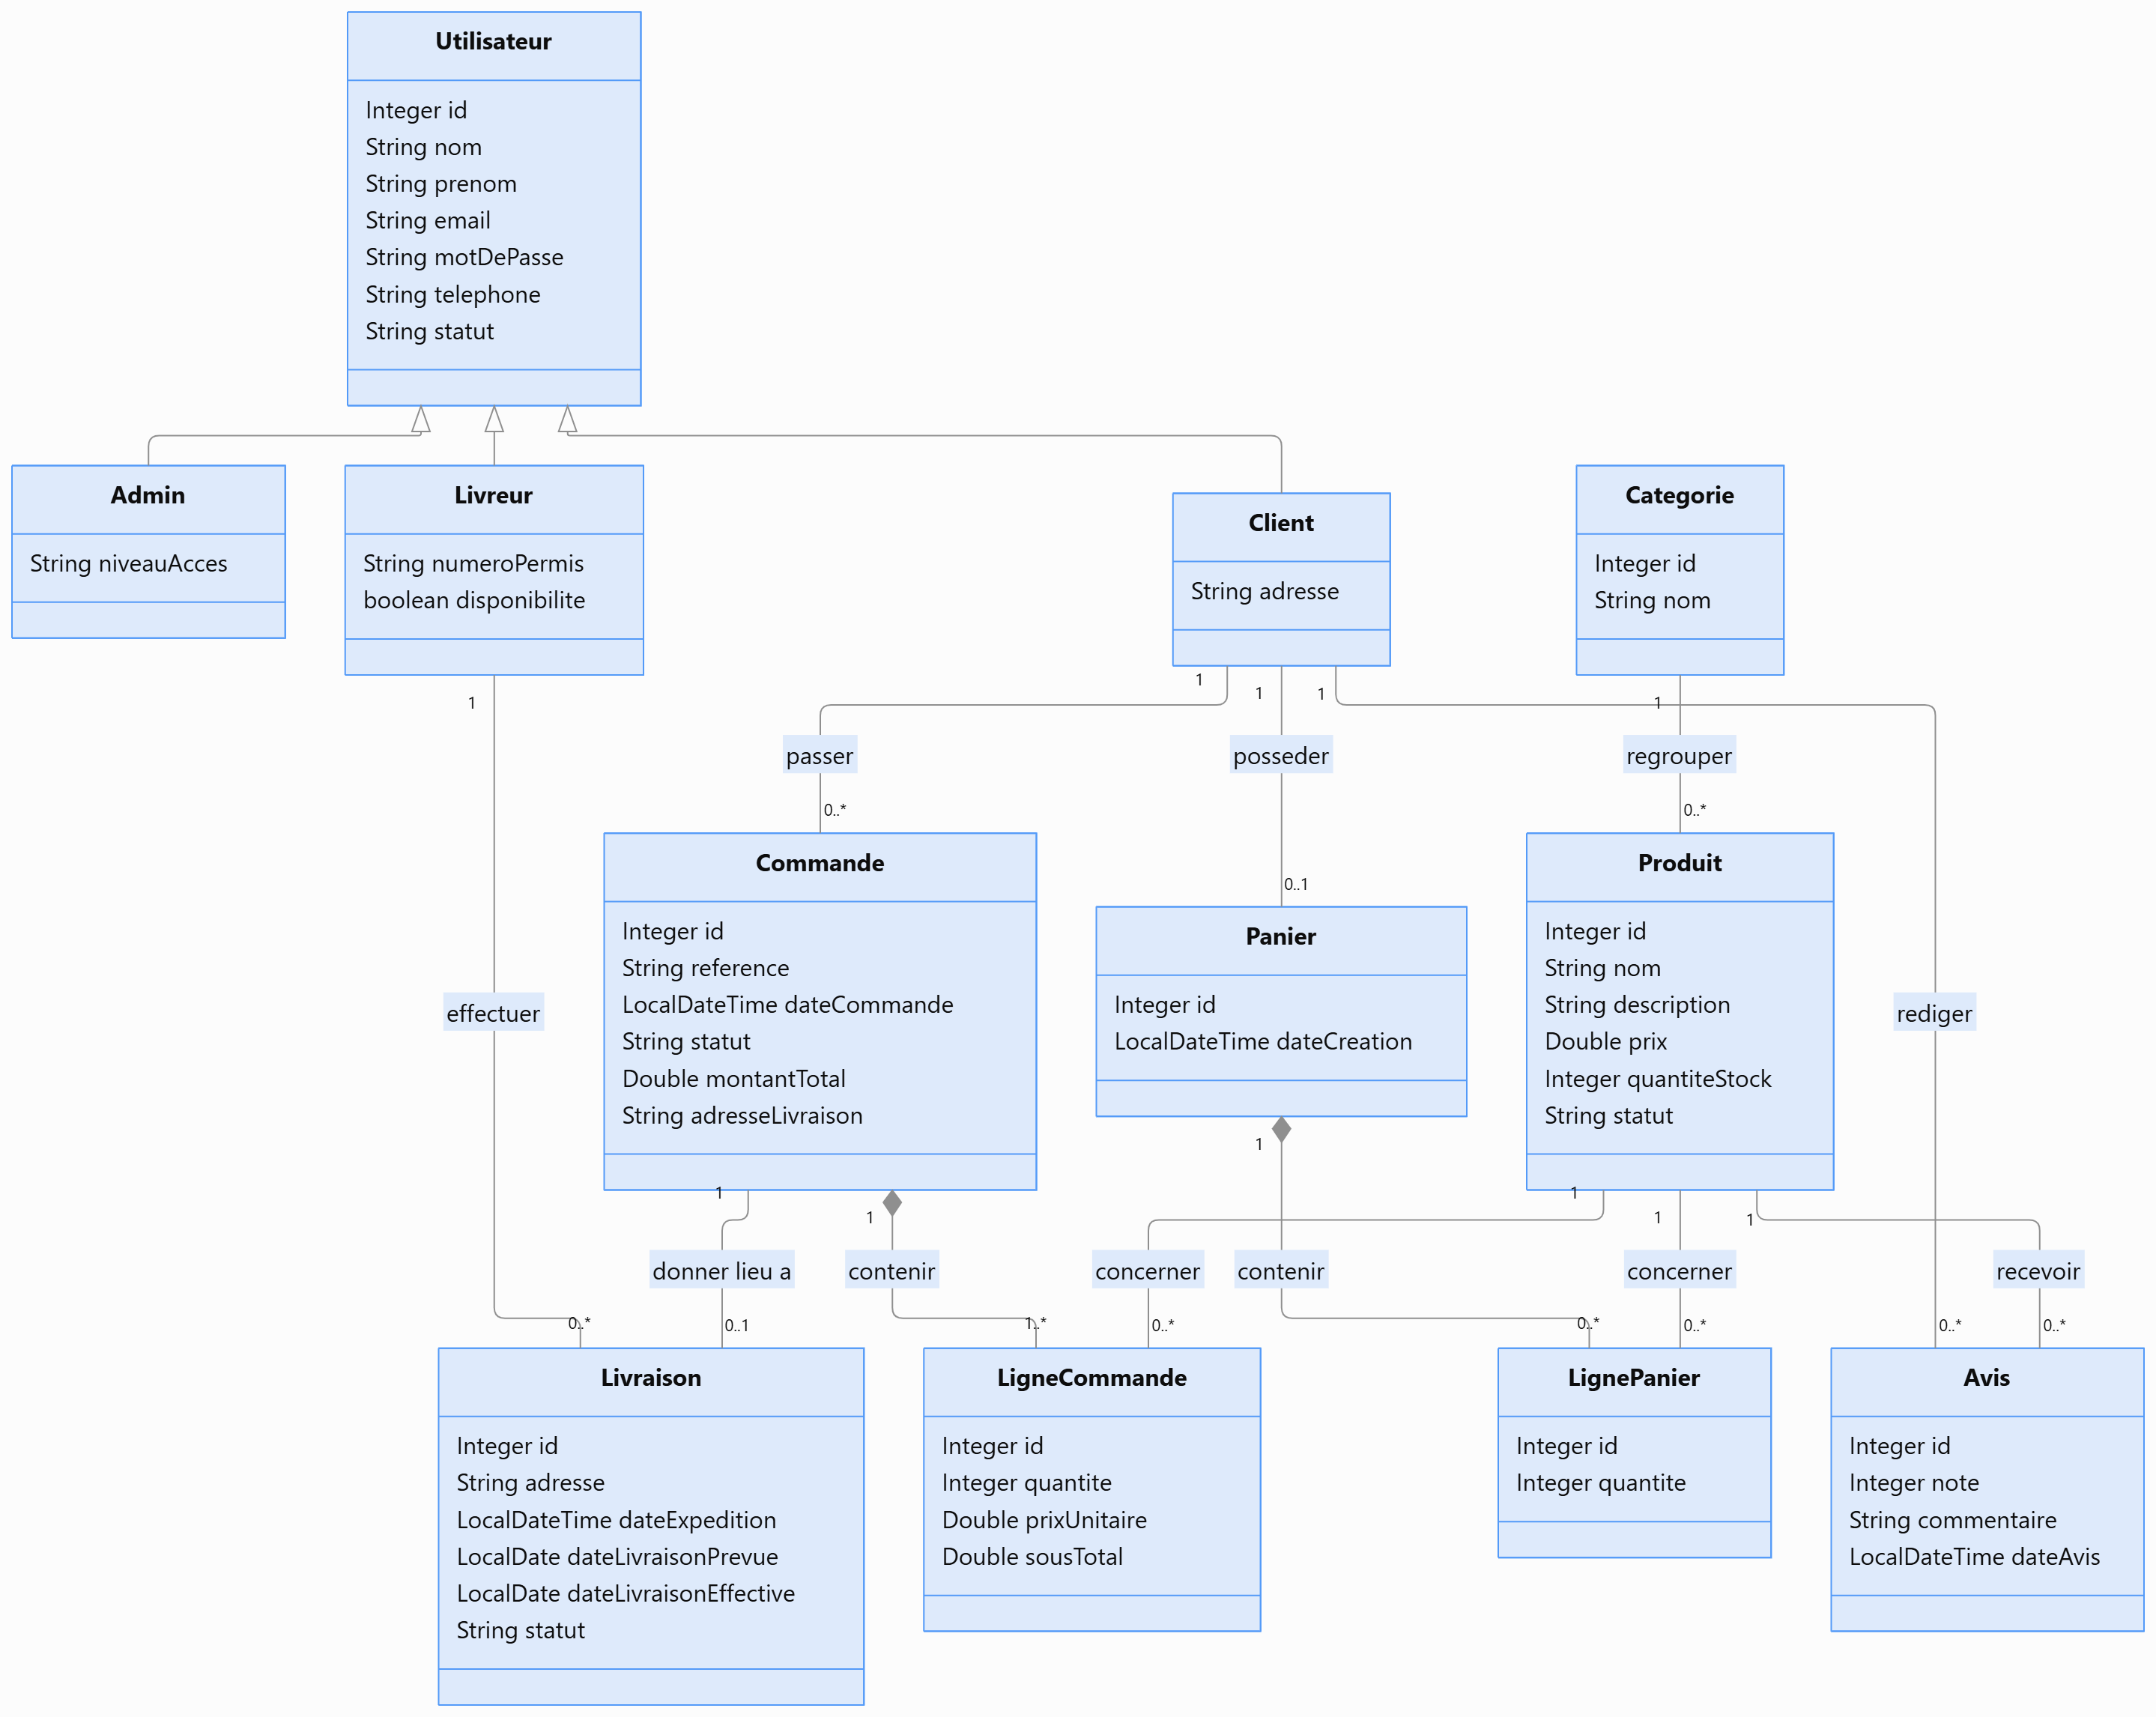 Utilisateur
Integer id
String nom
String prenom
String email
String motDePasse
String telephone
String statut
Admin
String niveauAcces
Livreur
String numeroPermis
boolean disponibilite
Client
String adresse
Categorie
Integer id
String nom
1
1
1
1
1
passer
posseder
regrouper
0..*
0..1
0..*
Commande
Integer id
String reference
LocalDateTime dateCommande
String statut
Double montantTotal
String adresseLivraison
Panier
Integer id
LocalDateTime dateCreation
Produit
Integer id
String nom
String description
Double prix
Integer quantiteStock
String statut
effectuer
rediger
1
1
1
1
1
1
donner lieu a
contenir
concerner
contenir
concerner
recevoir
0..*
0..1
1..*
0..*
0..*
0..*
0..*
0..*
Livraison
Integer id
String adresse
LocalDateTime dateExpedition
LocalDate dateLivraisonPrevue
LocalDate dateLivraisonEffective
String statut
LigneCommande
Integer id
Integer quantite
Double prixUnitaire
Double sousTotal
LignePanier
Integer id
Integer quantite
Avis
Integer id
Integer note
String commentaire
LocalDateTime dateAvis